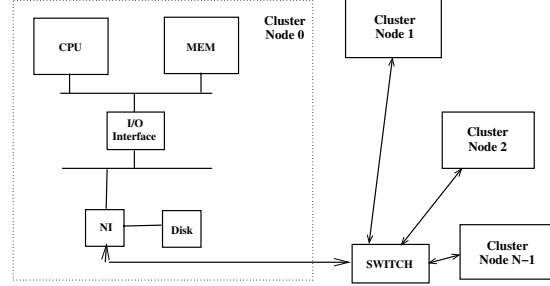 Cluster
Node 0
CPU
MEM
I/O
Interface
NI
Disk
Cluster
Node 1
Cluster
Node 2
Cluster
Node N−1
SWITCH